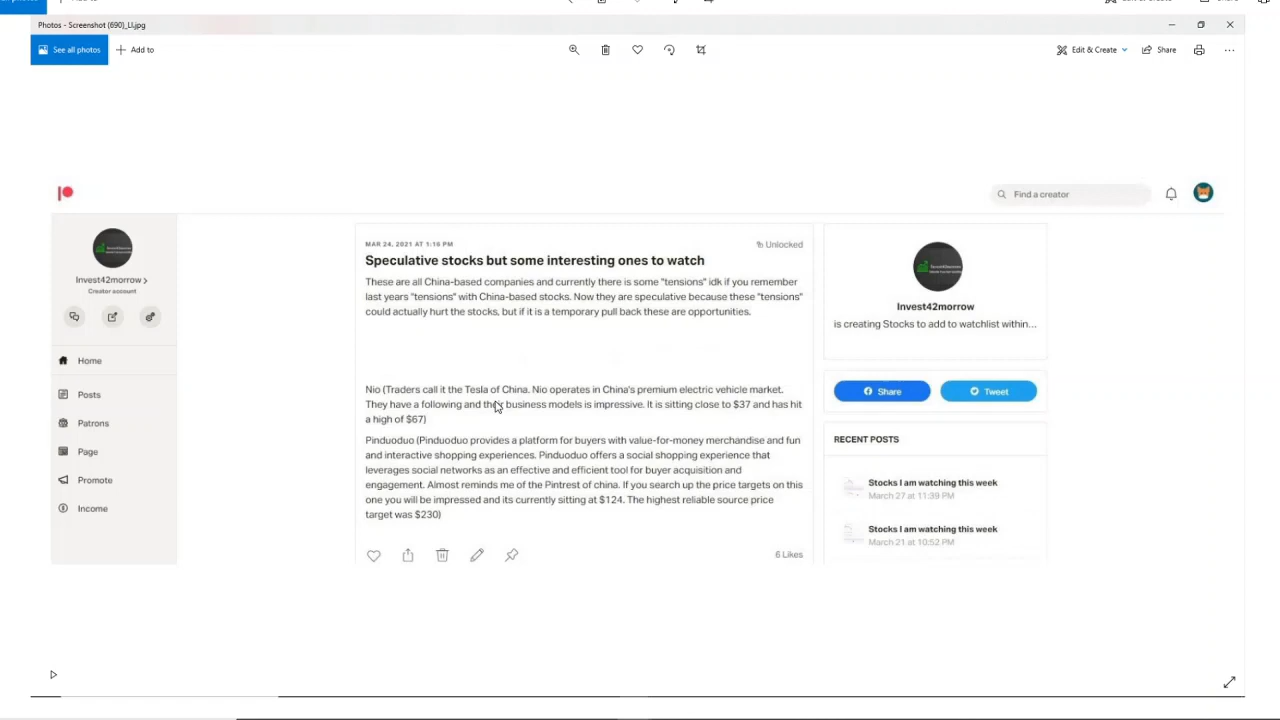 Photos - Screenshot (690)_LI.jpg
See all photos
Add to
Edit & Create
Share
Find a creator
Invest42morrow
Creator account
Home
Posts
Patrons
Page
Promote
Income
MAR 24, 2021 AT 1:16 PM
Unlocked
Speculative stocks but some interesting ones to watch
These are all China-based companies and currently there is some "tensions" idk if you remember
last years "tensions" with China-based stocks. Now they are speculative because these "tensions"
could actually hurt the stocks, but if it is a temporary pull back these are opportunities.
Nio (Traders call it the Tesla of China. Nio operates in China's premium electric vehicle market.
They have a following and their business models is impressive. It is sitting close to $37 and has hit
a high of $67)
Pinduoduo (Pinduoduo provides a platform for buyers with value-for-money merchandise and fun
and interactive shopping experiences. Pinduoduo offers a social shopping experience that
leverages social networks as an effective and efficient tool for buyer acquisition and
engagement. Almost reminds me of the Pintrest of china. If you search up the price targets on this
one you will be impressed and its currently sitting at $124. The highest reliable source price
target was $230)
6 Likes
Invest42morrow
is creating Stocks to add to watchlist within...
Share
Tweet
RECENT POSTS
Stocks I am watching this week
March 27 at 11:39 PM
Stocks I am watching this week
March 21 at 10:52 PM